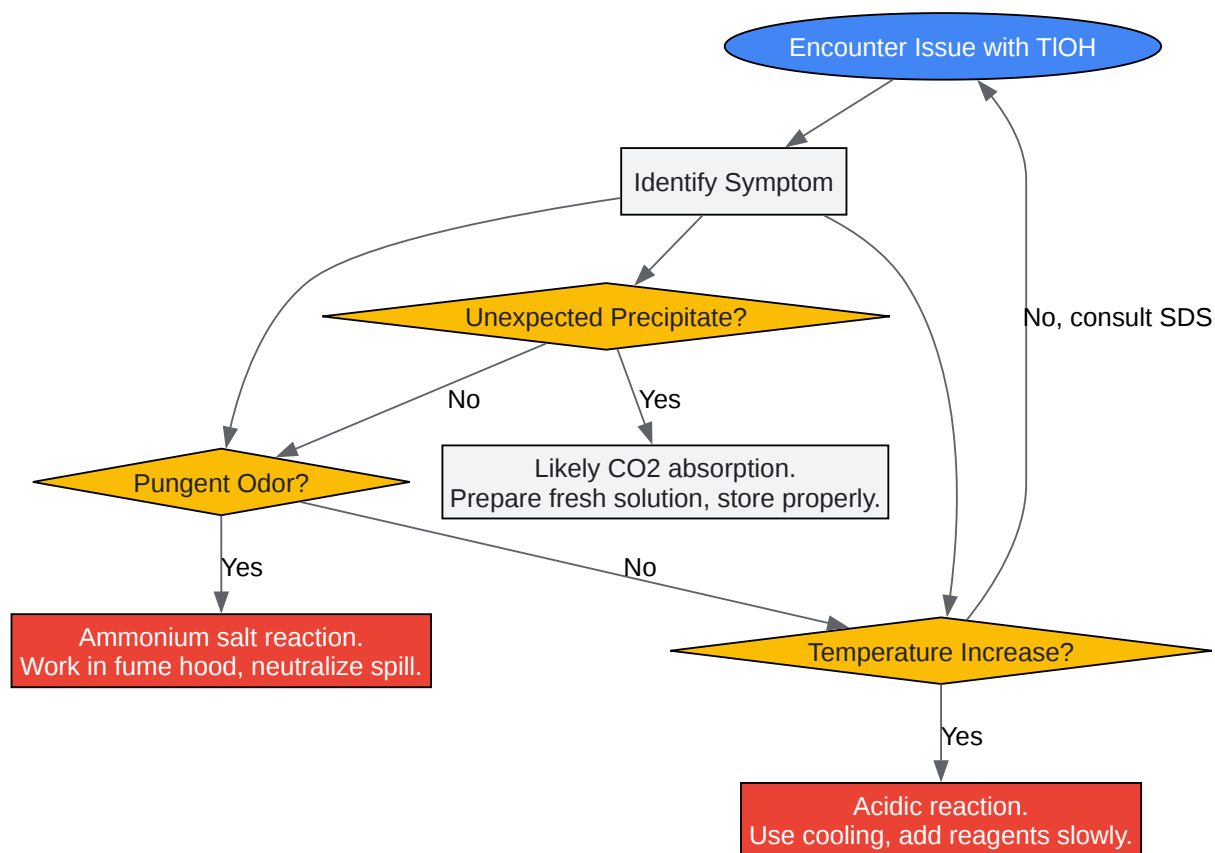 Encounter Issue with TlOH
Identify Symptom
No, consult SDS
Unexpected Precipitate?
No
Yes
Likely CO2 absorption.
Prepare fresh solution, store properly.
Pungent Odor?
Yes
No
Ammonium salt reaction.
Work in fume hood, neutralize spill.
Temperature Increase?
Yes
Acidic reaction.
Use cooling, add reagents slowly.